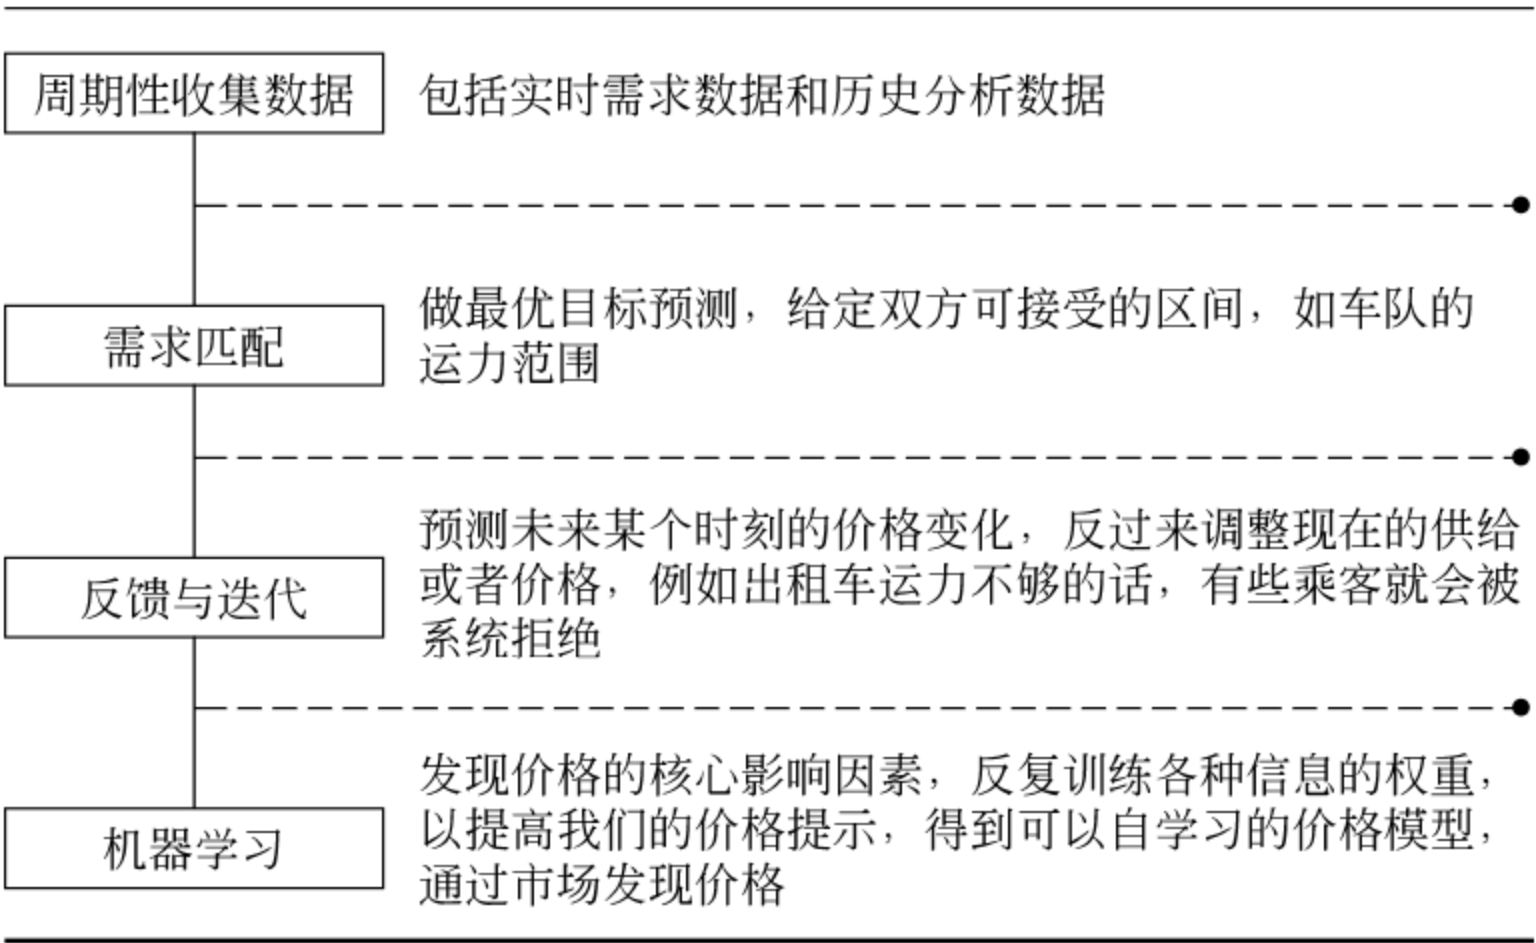 周期性收集数据
包括实时需求数据和历史分析数据
需求匹配
做最优目标预测，给定双方可接受的区间，如车队的
运力范围
反馈与迭代
预测未来某个时刻的价格变化，反过来调整现在的供给
或者价格，例如出租车运力不够的话，有些乘客就会被
系统拒绝
机器学习
发现价格的核心影响因素，反复训练各种信息的权重，
以提高我们的价格提示，得到可以自学习的价格模型，
通过市场发现价格